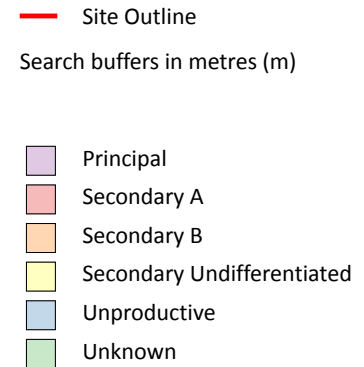 Site Outline
Search buffers in metres (m)
Principal
Secondary A
Secondary B
Secondary Undifferentiated
Unproductive
Unknown